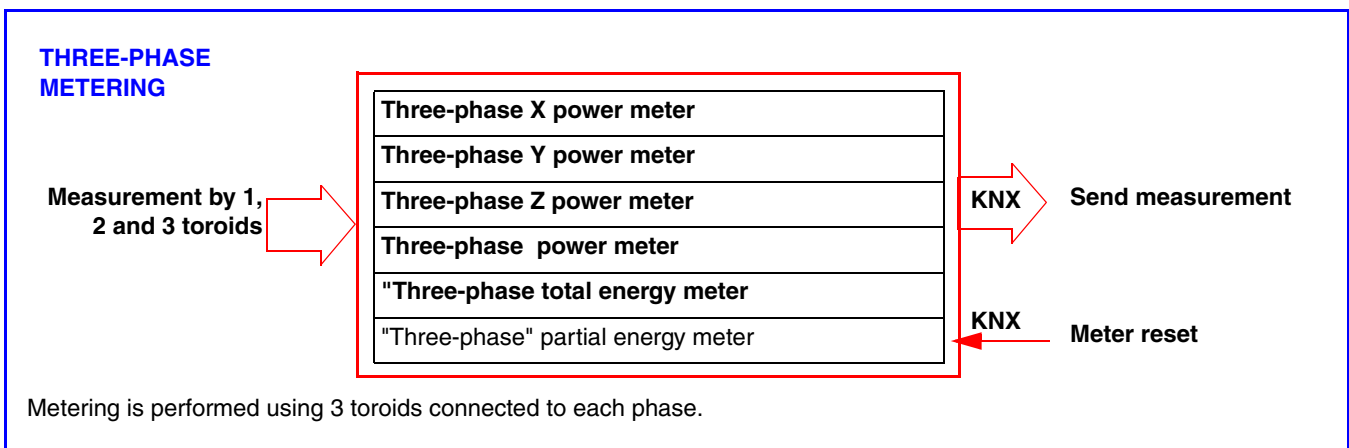 THREE-PHASE
METERING
Three-phase X power meter
Three-phase Y power meter
Measurement by 1,
2 and 3 toroids
Three-phase Z power meter
KNX
Send measurement
Three-phase  power meter
"Three-phase total energy meter
"Three-phase" partial energy meter
KNX
Meter reset
Metering is performed using 3 toroids connected to each phase.